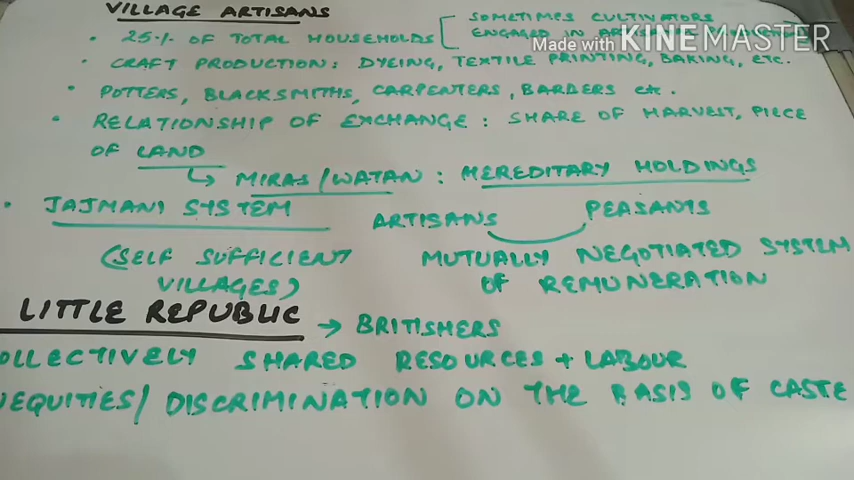 VILLAGE ARTISANS
SOMETIMES CULTIVATORS
• 25% OF TOTAL HOUSEHOLDS
ENGAGED IN
Made with KINEMASTER
• CRAFT PRODUCTION: DYEING, TEXTILE PRINTING, BAKING, ETC.
• POTTERS, BLACKSMITHS, CARPENTERS, BARBERS etc.
• RELATIONSHIP OF EXCHANGE : SHARE OF HARVEST, PIECE
OF LAND
↳ MIRAS/WATAN : HEREDITARY HOLDINGS
• JAJMANI SYSTEM
ARTISANS PEASANTS
(SELF SUFFICIENT
VILLAGES)
MUTUALLY NEGOTIATED SYSTEM
OF REMUNERATION
LITTLE REPUBLIC → BRITISHERS
OLLECTIVELY SHARED RESOURCES + LABOUR
EQUITIES/ DISCRIMINATION ON THE BASIS OF CASTE